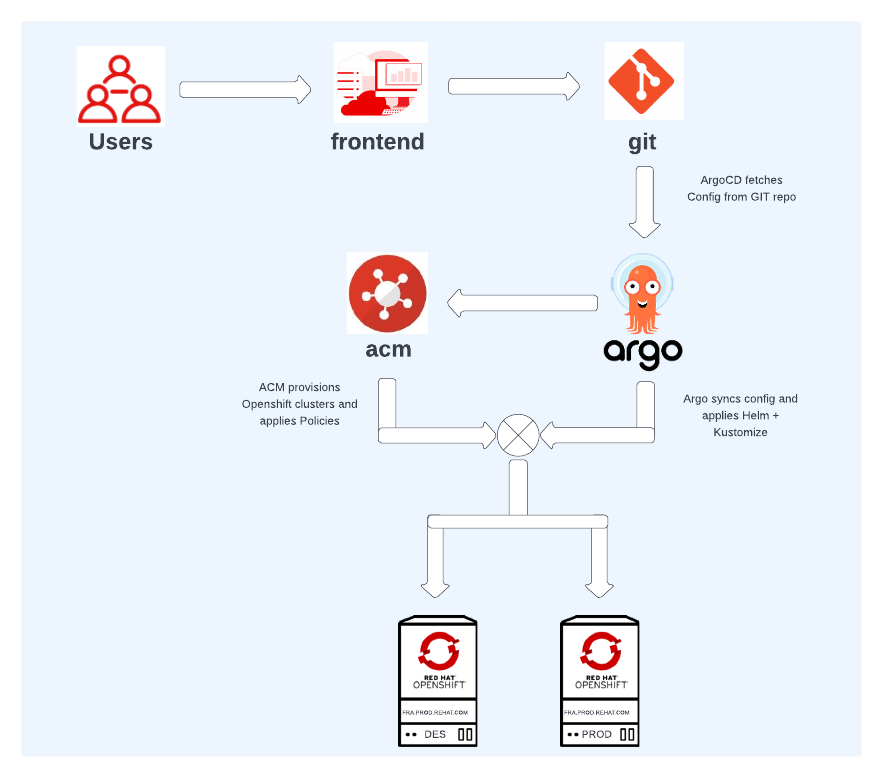 Users
frontend
git
ArgoCD fetches
Config from GIT repo
acm
argo
ACM provisions
Openshift clusters and
applies Policies
Argo syncs config and
applies Helm +
Kustomize
RED HAT
OPENSHIFT
FRA.PROD.REHAT.COM
DES
RED HAT
OPENSHIFT
FRA.PROD.REHAT.COM
PROD